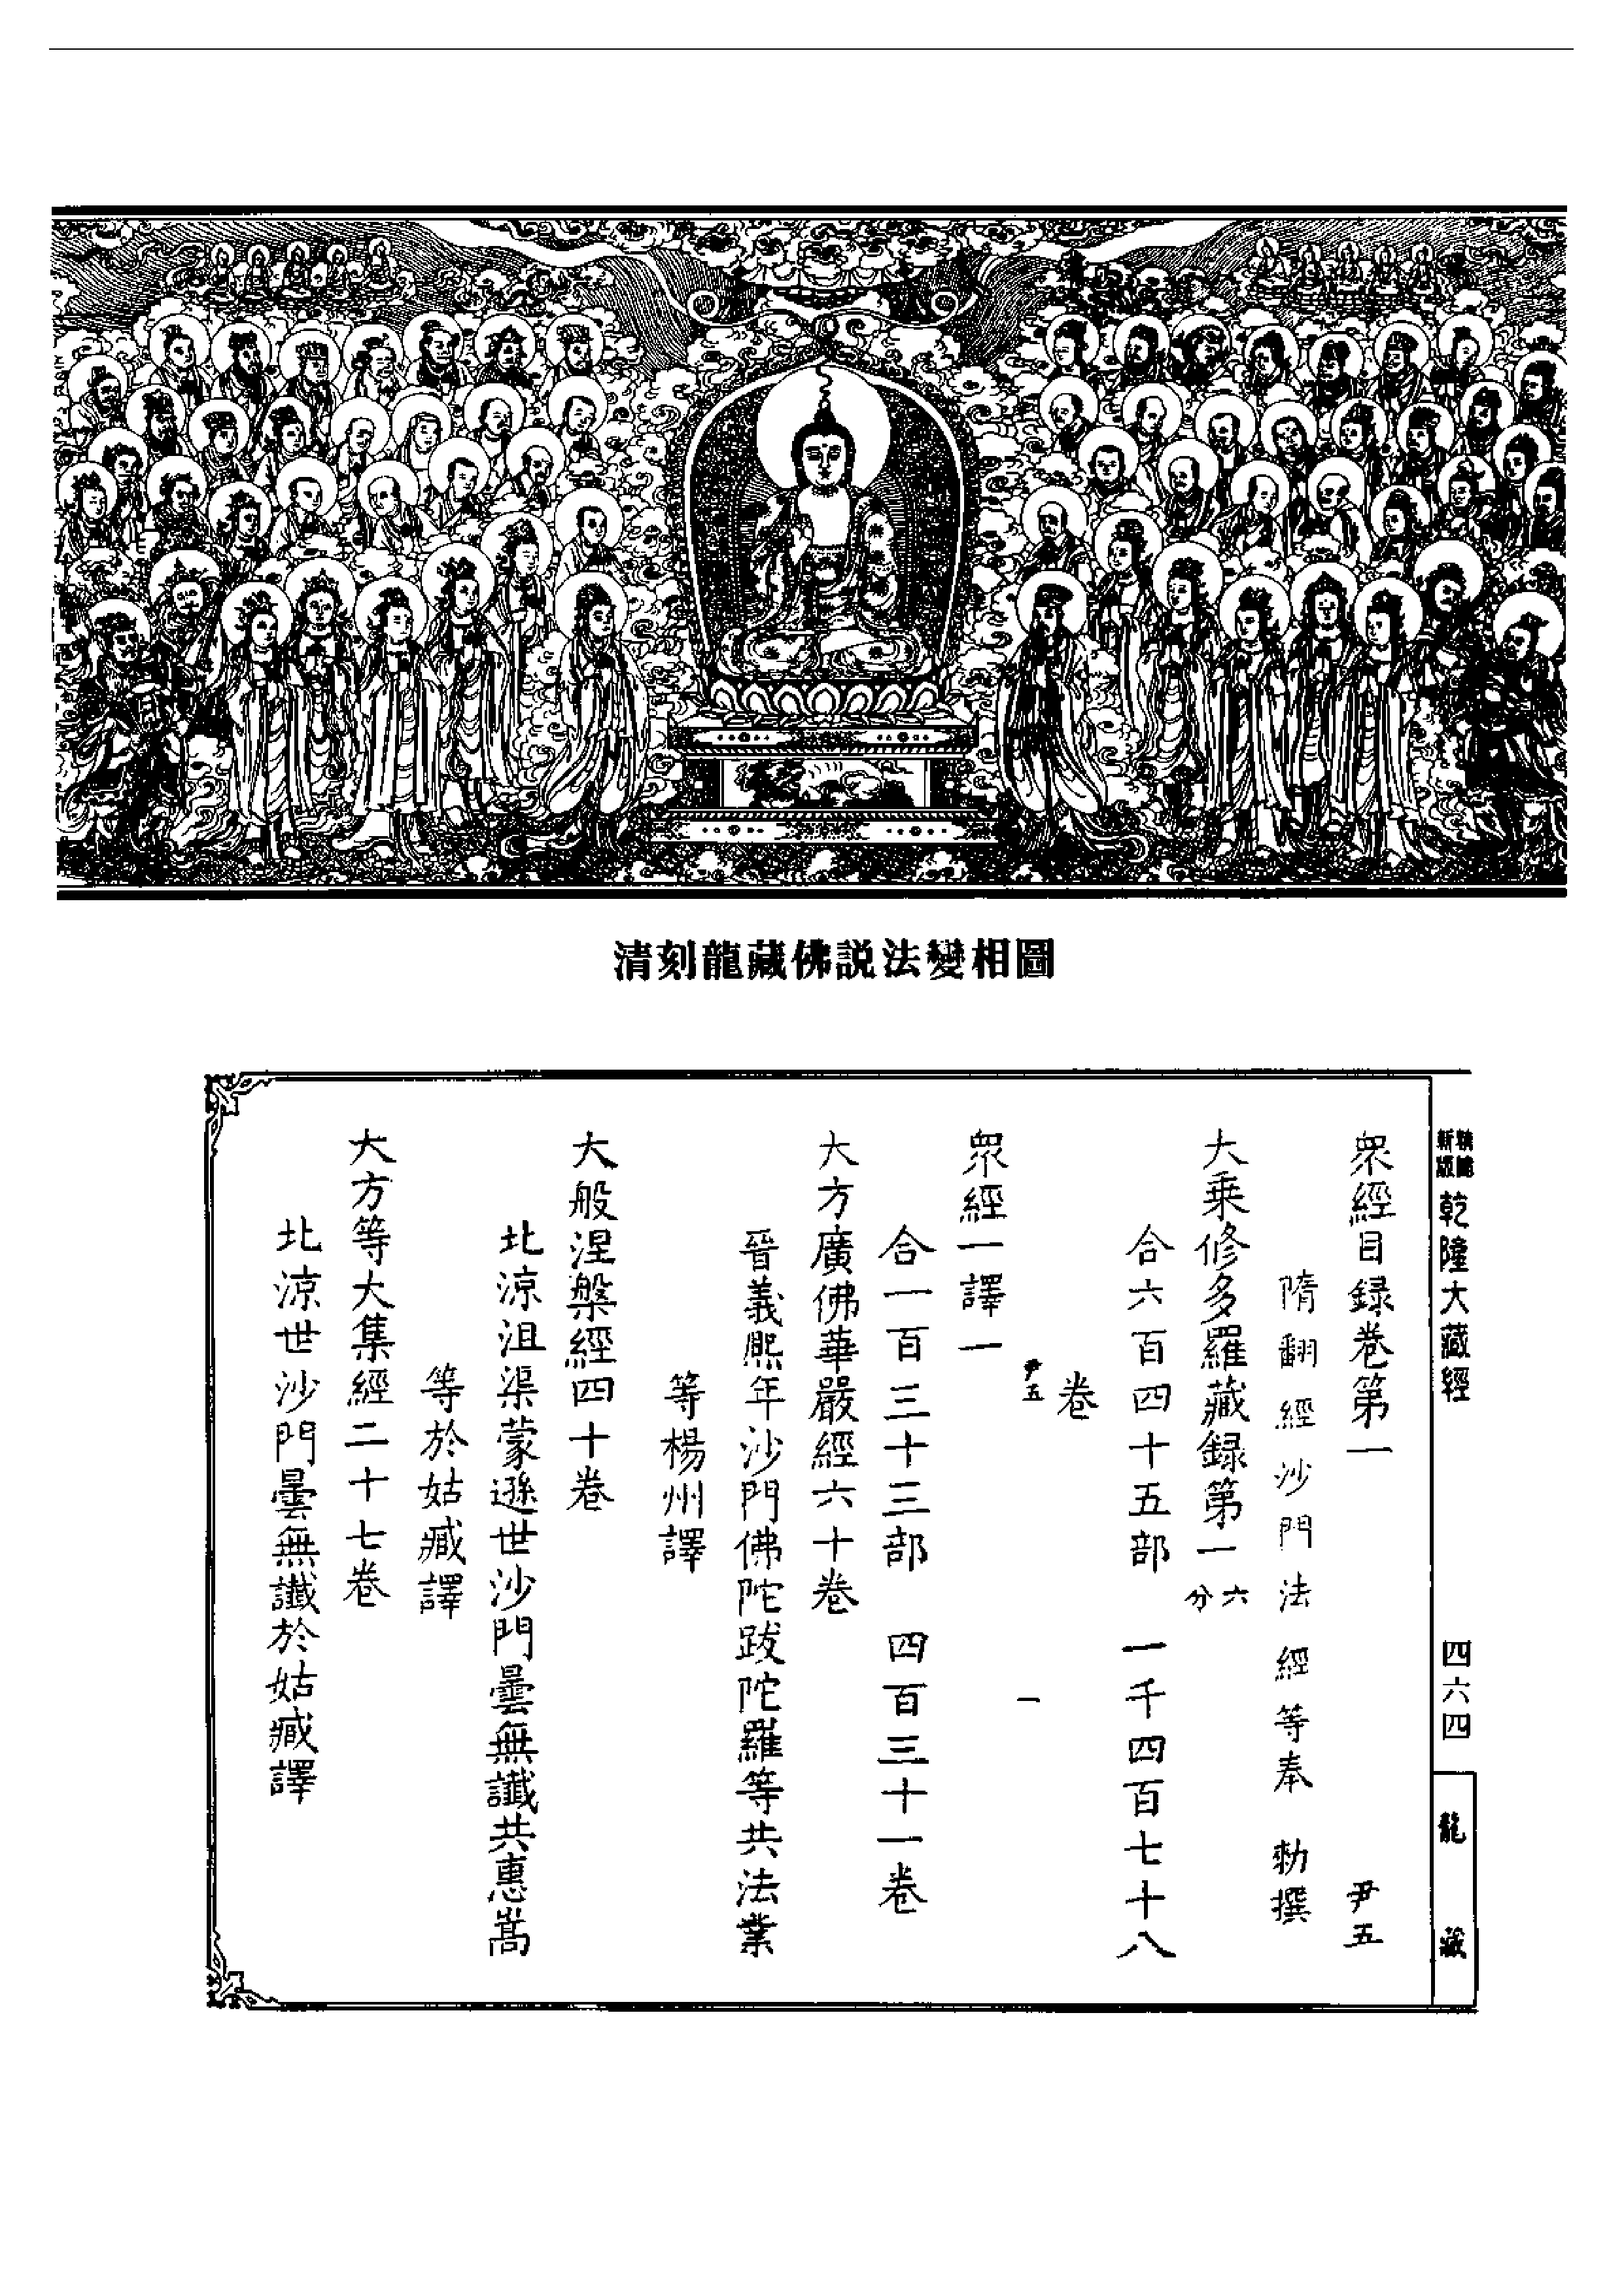 清刻龍藏佛説法變相圖
新版
乾隆大藏經
四六四
龍藏
衆經目録卷第一 尹五
隋翻經沙門法經等奉 勅撰
大乘修多羅藏録第一 六分
合六百四十五部 一千四百七十八
卷
尹五 一
衆經一譯一
合一百三十三部 四百三十一卷
大方廣佛華嚴經六十卷
晉義熈年沙門佛陀跋陀羅等共法業
等楊州譯
大般涅槃經四十卷
北涼沮渠蒙遜世沙門曇無讖共惠嵩
等於姑臧譯
大方等大集經二十七卷
北涼世沙門曇無讖於姑臧譯